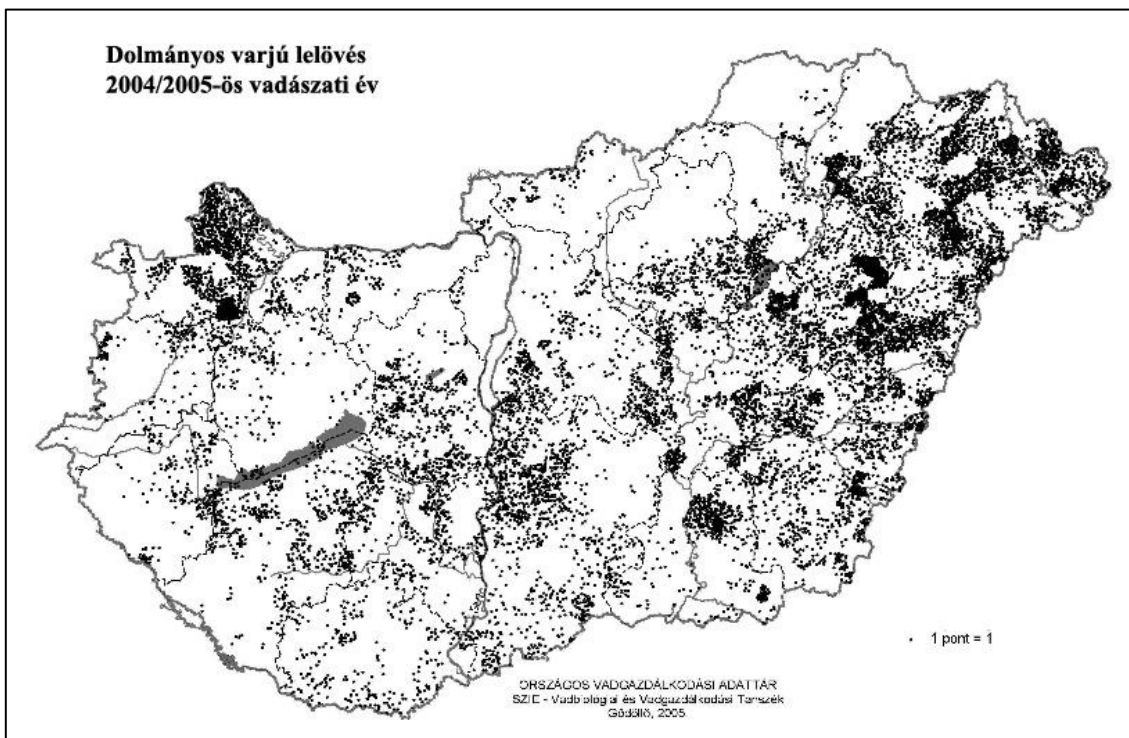 Dolmányos varjú lelövés
2004/2005-ös vadászati év
1 pont = 1
ORSZÁGOS VADGAZDÁLKODÁSI ADATTÁR
SZIE - Vadbiológiai és Vadgazdálkodási Tanszék
Gödöllő, 2005